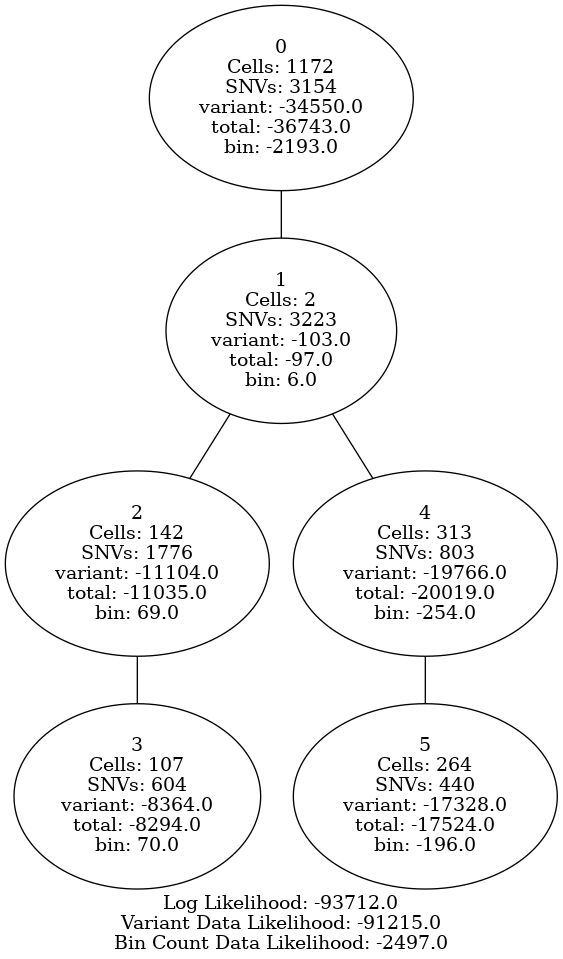 0
Cells: 1172
SNVs: 3154
variant: -34550.0
total: -36743.0
bin: -2193.0
1
Cells: 2
SNVs: 3223
variant: -103.0
total: -97.0
bin: 6.0
2
Cells: 142
SNVs: 1776
variant: -11104.0
total: -11035.0
bin: 69.0
4
Cells: 313
SNVs: 803
variant: -19766.0
total: -20019.0
bin: -254.0
3
Cells: 107
SNVs: 604
variant: -8364.0
total: -8294.0
bin: 70.0
5
Cells: 264
SNVs: 440
variant: -17328.0
total: -17524.0
bin: -196.0
Log Likelihood: -93712.0
Variant Data Likelihood: -91215.0
Bin Count Data Likelihood: -2497.0